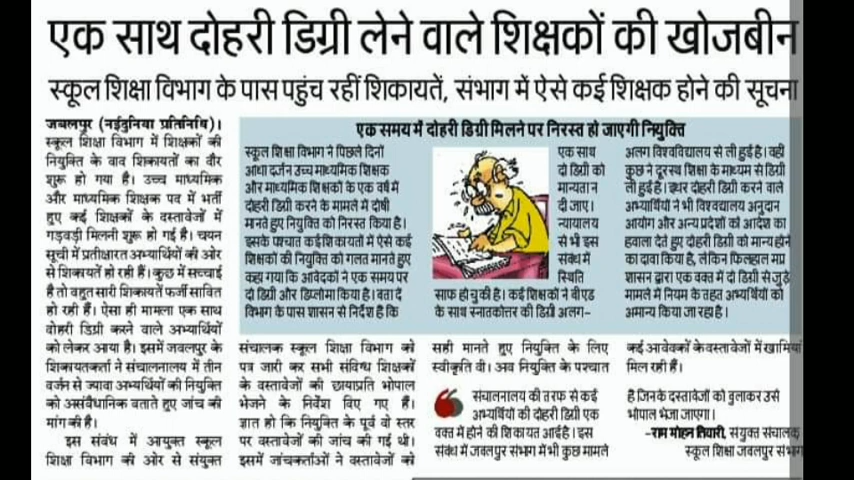 एक साथ दोहरी डिग्री लेने वाले शिक्षकों की खोजबीन
स्कूल शिक्षा विभाग के पास पहुंच रहीं शिकायतें, संभाग में ऐसे कई शिक्षक होने की सूचना
जबलपुर (नईदुनिया प्रतिनिधि)।
स्कूल शिक्षा विभाग में शिक्षकों की
नियुक्ति के बाद शिकायतों का दौर
शुरू हो गया है। उच्च माध्यमिक
और माध्यमिक शिक्षक पद में भर्ती
हुए कई शिक्षकों के दस्तावेजों में
गड़बड़ी मिलनी शुरू हो गई है। चयन
सूची में प्रतीक्षारत अभ्यार्थियों की ओर
से शिकायतें हो रही हैं। कुछ में सच्चाई
है तो बहुत सारी शिकायतें फर्जी साबित
हो रही हैं। ऐसा ही मामला एक साथ
दोहरी डिग्री करने वाले अभ्यार्थियों
को लेकर आया है। इसमें जबलपुर के
शिकायतकर्ता ने संचालनालय में तीन
दर्जन से ज्यादा अभ्यर्थियों की नियुक्ति
को असंवैधानिक बताते हुए जांच की
मांग की है।
इस संबंध में आयुक्त स्कूल
शिक्षा विभाग की ओर से संयुक्त
एक समय में दोहरी डिग्री मिलने पर निरस्त हो जाएगी नियुक्ति
स्कूल शिक्षा विभाग ने पिछले दिनों
आधा दर्जन उच्च माध्यमिक शिक्षक
और माध्यमिक शिक्षकों के एक वर्ष में
दोहरी डिग्री करने के मामले में दोषी
मानते हुए नियुक्ति को निरस्त किया है।
इसके पश्चात कई शिकायतों में ऐसे कई
शिक्षकों की नियुक्ति को गलत मानते हुए
कहा गया कि आवेदकों ने एक समय पर
दो डिग्री और डिप्लोमा किया है। बता दें
विभाग के पास शासन से निर्देश है कि
एक साथ
दो डिग्री को
मान्यता न
दी जाए।
न्यायालय
से भी इस
संबंध में
स्थिति
साफ हो चुकी है। कई शिक्षकों ने बीएड
के साथ स्नातकोत्तर की डिग्री अलग-
अलग विश्वविद्यालय से ली हुई है। वहीं
कुछ ने दूरस्थ शिक्षा के माध्यम से डिग्री
ली हुई है। इधर दोहरी डिग्री करने वाले
अभ्यार्थियों ने भी विश्वविद्यालय अनुदान
आयोग और अन्य प्रदेशों को आदेश का
हवाला देते हुए दोहरी डिग्री को मान्य होने
का दावा किया है, लेकिन फिलहाल मप्र
शासन द्वारा एक वक्त में दो डिग्री से जुड़े
मामले में नियम के तहत अभ्यर्थियों को
अमान्य किया जा रहा है।
संचालक स्कूल शिक्षा विभाग को
पत्र जारी कर सभी संविग्ध शिक्षकों
के दस्तावेजों की छायाप्रति भोपाल
भेजने के निर्देश दिए गए हैं।
ज्ञात हो कि नियुक्ति के पूर्व दो स्तर
पर दस्तावेजों की जांच की गई थी।
इसमें जांचकर्ताओं ने दस्तावेजों को
सही मानते हुए नियुक्ति के लिए
स्वीकृति दी। अब नियुक्ति के पश्चात
कई आवेदकों के दस्तावेजों में खामियां
मिल रही हैं।
संचालनालय की तरफ से कई
अभ्यर्थियों की दोहरी डिग्री एक
वक्त में होने की शिकायत आई है। इस
संबंध में जबलपुर संभाग में भी कुछ मामले
है जिनके दस्तावेजों को बुलाकर उसे
भोपाल भेजा जाएगा।
-राम मोहन तिवारी, संयुक्त संचालक
स्कूल शिक्षा जबलपुर संभाग